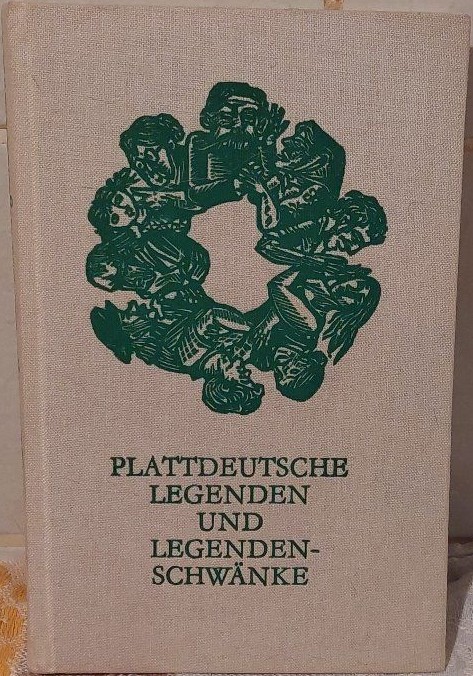 PLATTDEUTSCHE
LEGENDEN
UND
LEGENDEN-
SCHWÄNKE